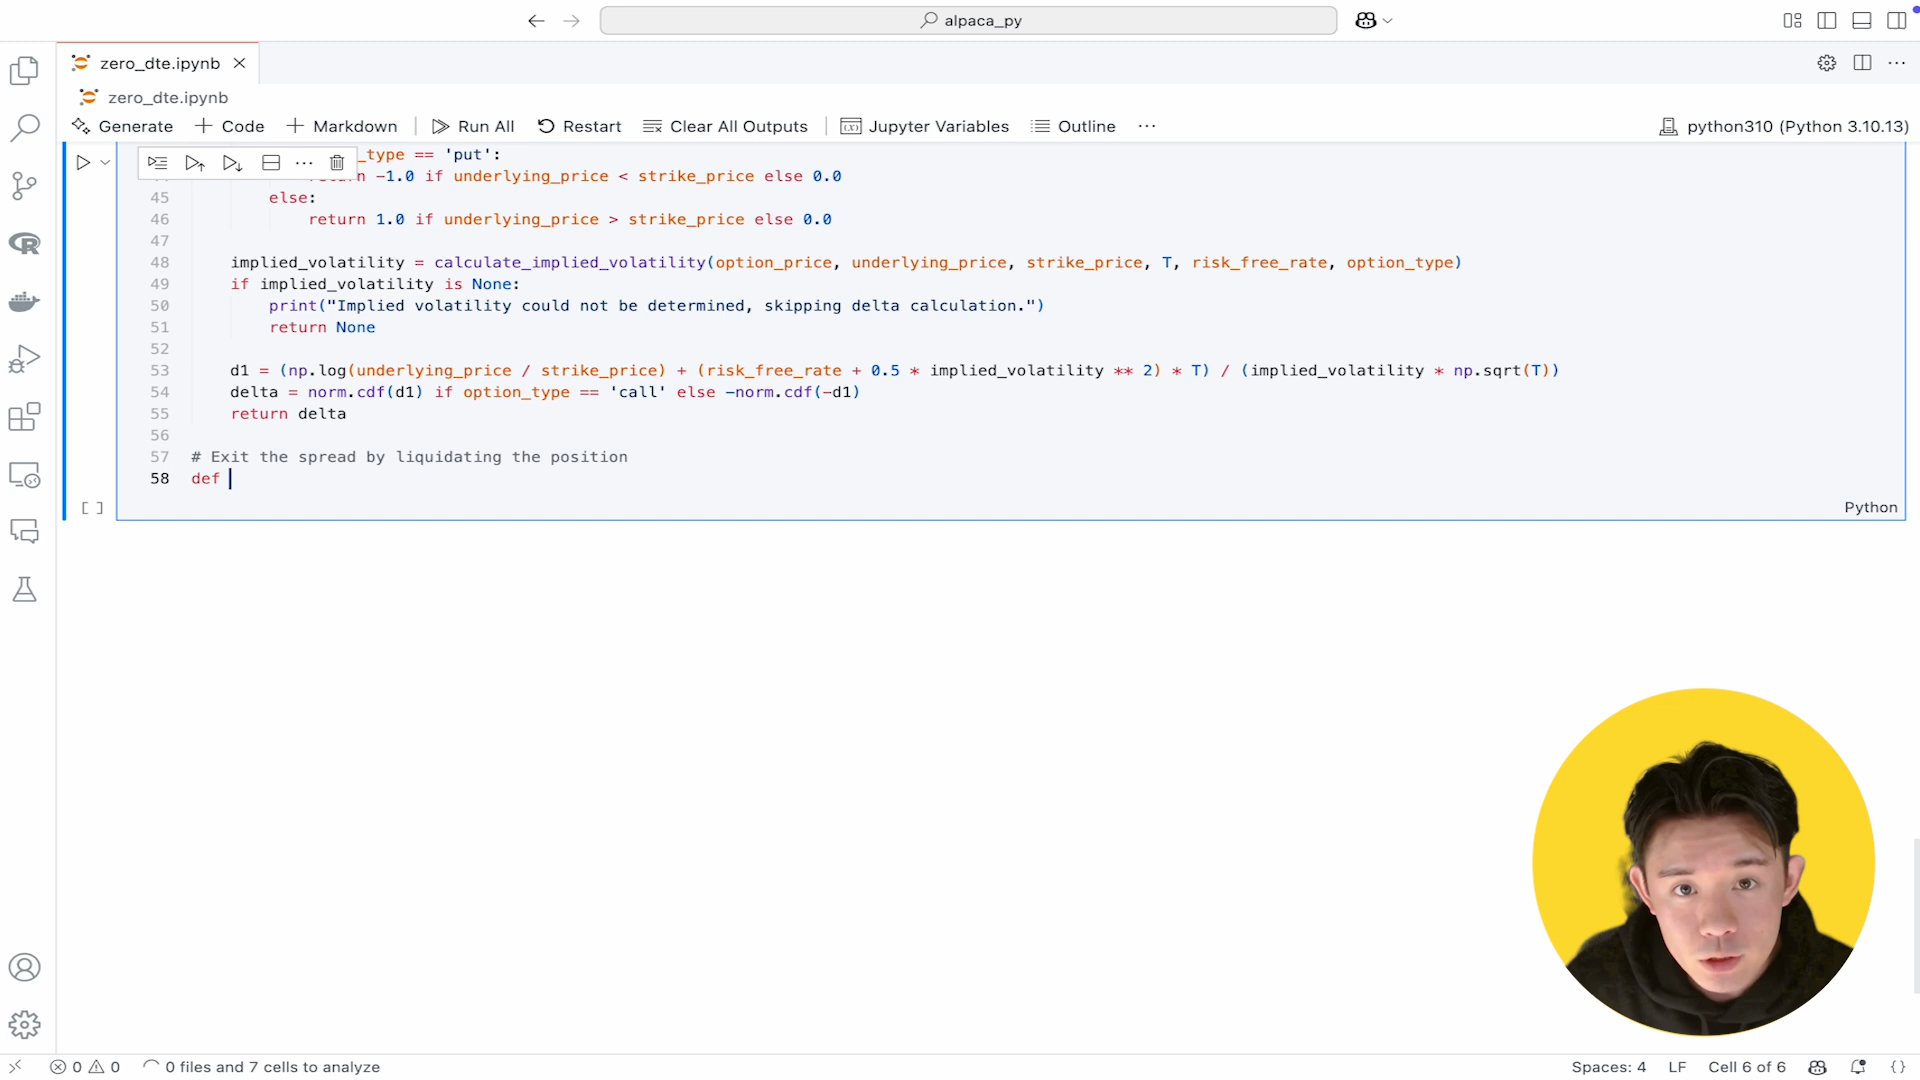 alpaca_py
zero_dte.ipynb
zero_dte.ipynb
Generate Code Markdown Run All Restart Clear All Outputs Jupyter Variables Outline python310 (Python 3.10.13)
_type == 'put':
return -1.0 if underlying_price < strike_price else 0.0
45 else:
46 return 1.0 if underlying_price > strike_price else 0.0
47
48 implied_volatility = calculate_implied_volatility(option_price, underlying_price, strike_price, T, risk_free_rate, option_type)
49 if implied_volatility is None:
50 print("Implied volatility could not be determined, skipping delta calculation.")
51 return None
52
53 d1 = (np.log(underlying_price / strike_price) + (risk_free_rate + 0.5 * implied_volatility ** 2) * T) / (implied_volatility * np.sqrt(T))
54 delta = norm.cdf(d1) if option_type == 'call' else -norm.cdf(-d1)
55 return delta
56
57 # Exit the spread by liquidating the position
58 def
[ ] Python
0 0 0 files and 7 cells to analyze Spaces: 4 LF Cell 6 of 6